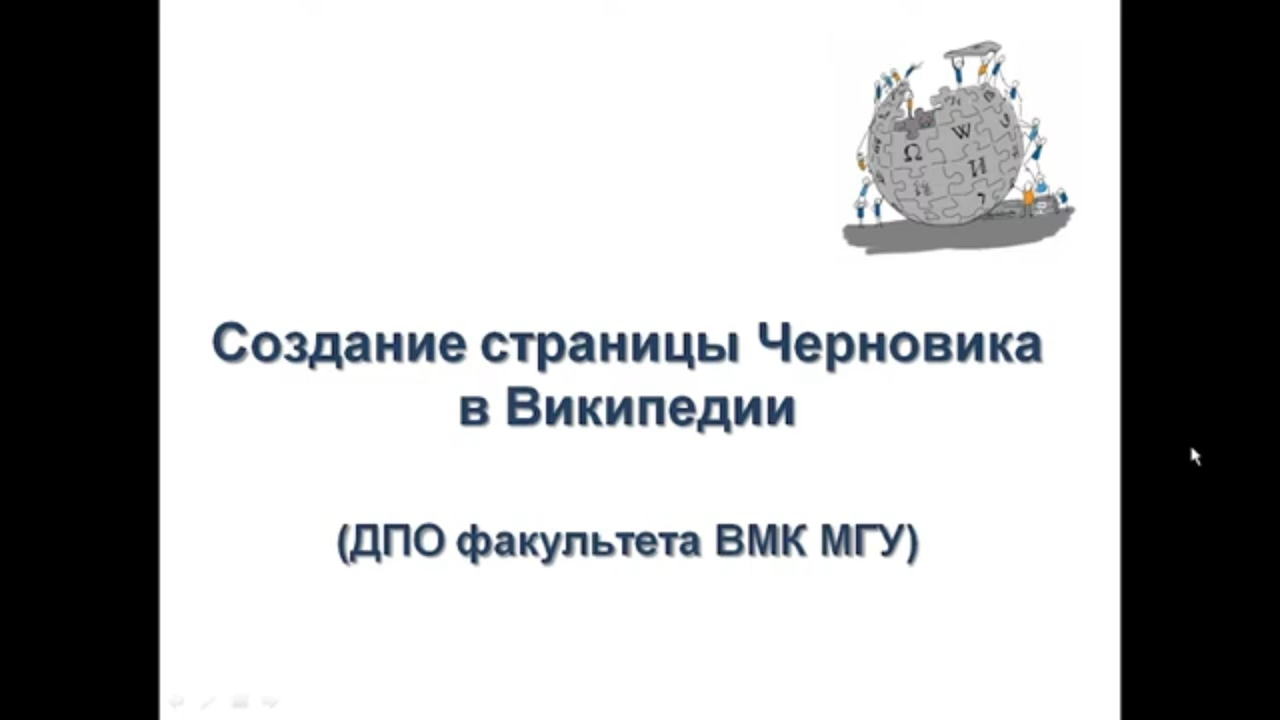 Создание страницы Черновика
в Википедии
(ДПО факультета ВМК МГУ)